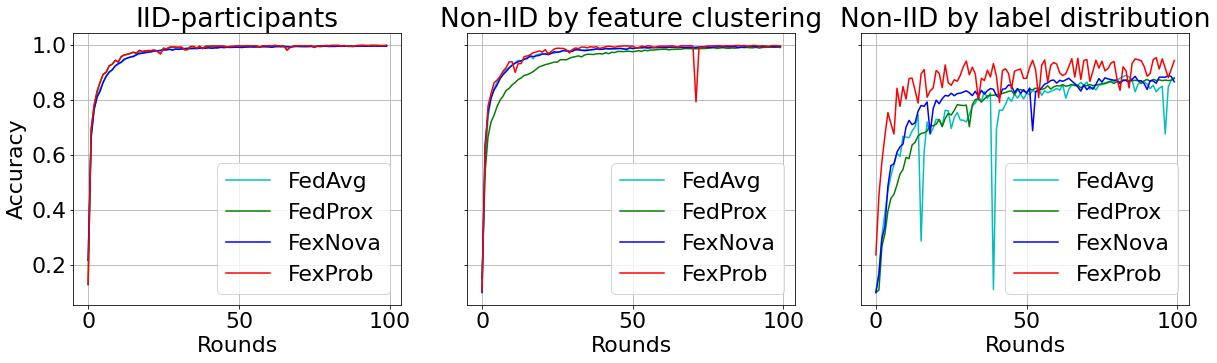 IID-participants
Accuracy
1.0
0.8
0.6
0.4
0.2
FedAvg
FedProx
FexNova
FexProb
0
50
100
Rounds
Non-IID by feature clustering
FedAvg
FedProx
FexNova
FexProb
0
50
100
Rounds
Non-IID by label distribution
FedAvg
FedProx
FexNova
FexProb
0
50
100
Rounds